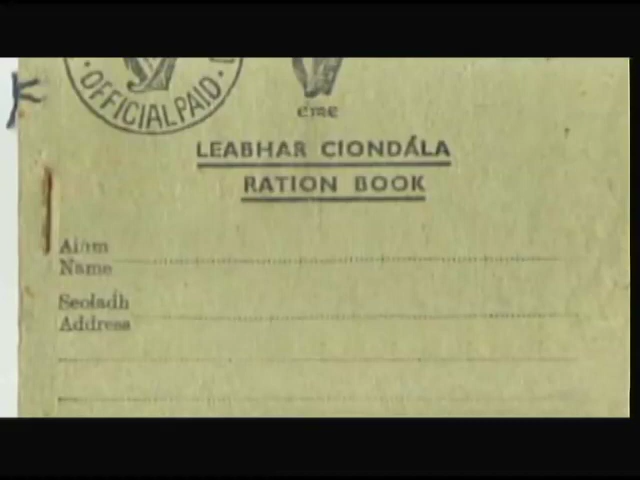 OFFICIAL PAID
éire
LEABHAR CIONDÁLA
RATION BOOK
Ainm
Name
Seoladh
Address